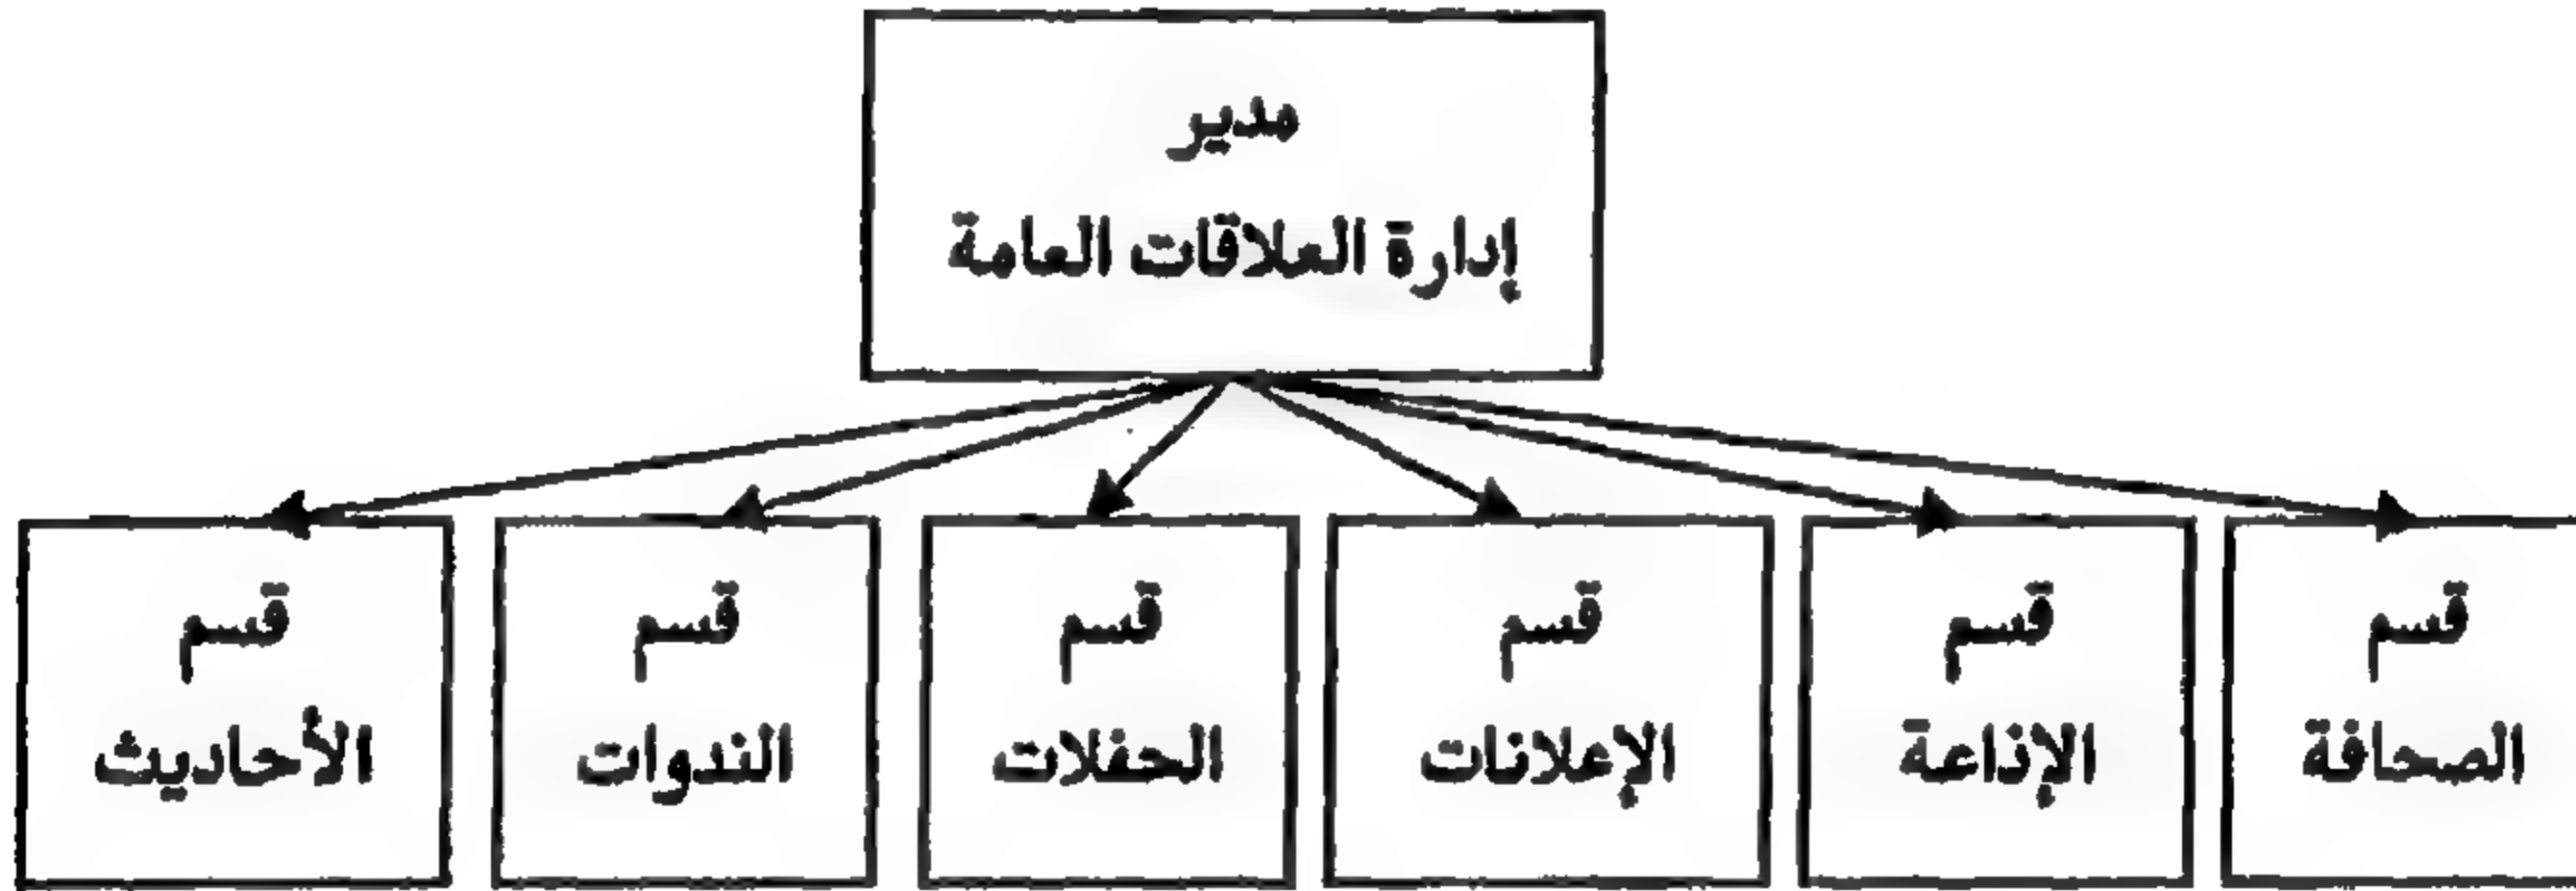 مدير
إدارة العلاقات العامة
قسم
الصحافة
قسم
الإذاعة
قسم
الإعلانات
قسم
الحفلات
قسم
الندوات
قسم
الأحاديث